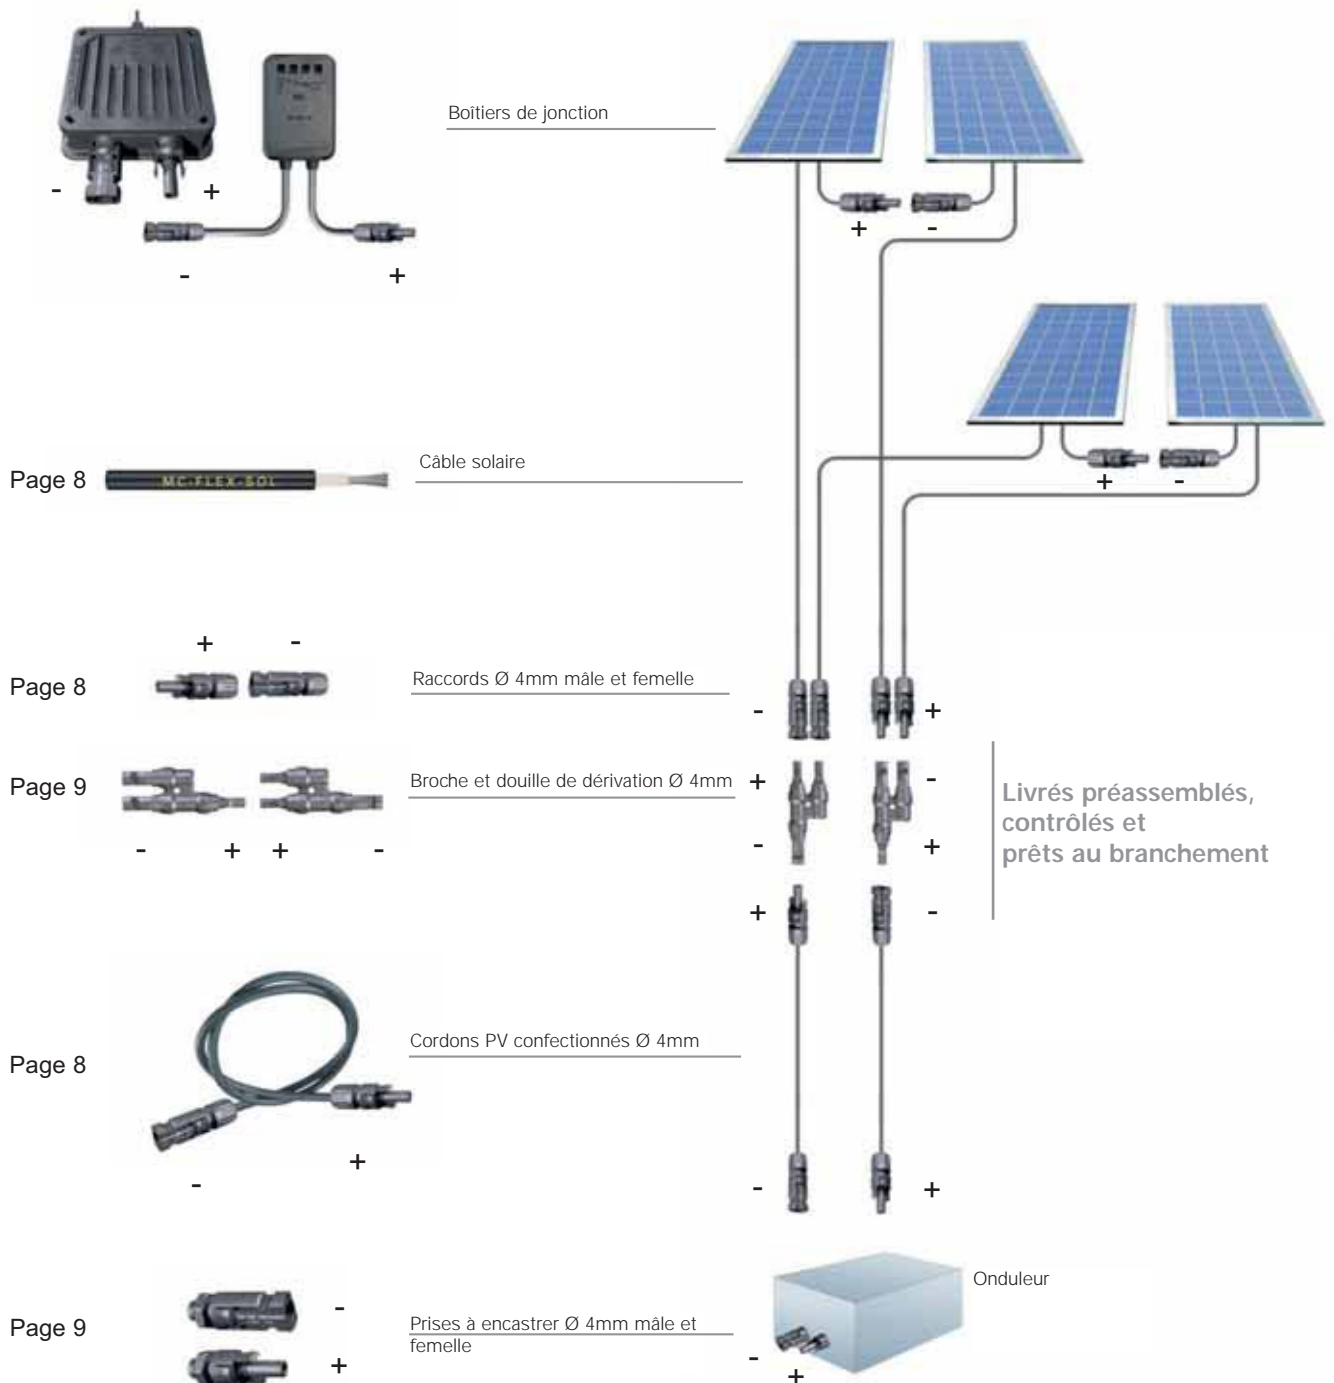 Boîtiers de jonction
- +
- +
+ -
Page 8
MC-FLEX-SOL
Câble solaire
+ -
+ -
Page 8
Raccords Ø 4mm mâle et femelle
- +
Page 9
Broche et douille de dérivation Ø 4mm
+ -
- + + -
- +
Livrés préassemblés,
contrôlés et
prêts au branchement
+ -
Page 8
Cordons PV confectionnés Ø 4mm
- +
- +
Onduleur
Page 9
-
+
Prises à encastrer Ø 4mm mâle et
femelle
-
+